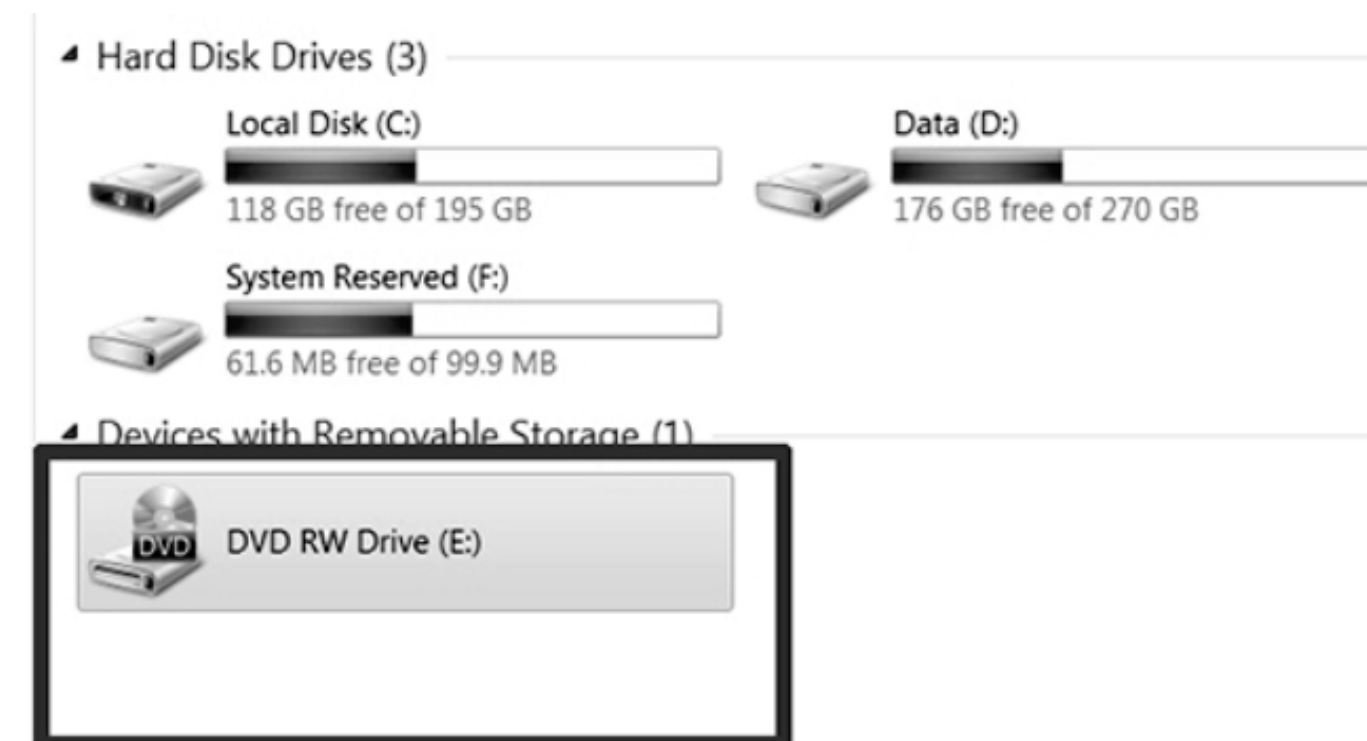 Hard Disk Drives (3)
Local Disk (C:)
118 GB free of 195 GB
Data (D:)
176 GB free of 270 GB
System Reserved (F:)
61.6 MB free of 99.9 MB
Devices with Removable Storage (1)
DVD
DVD RW Drive (E:)